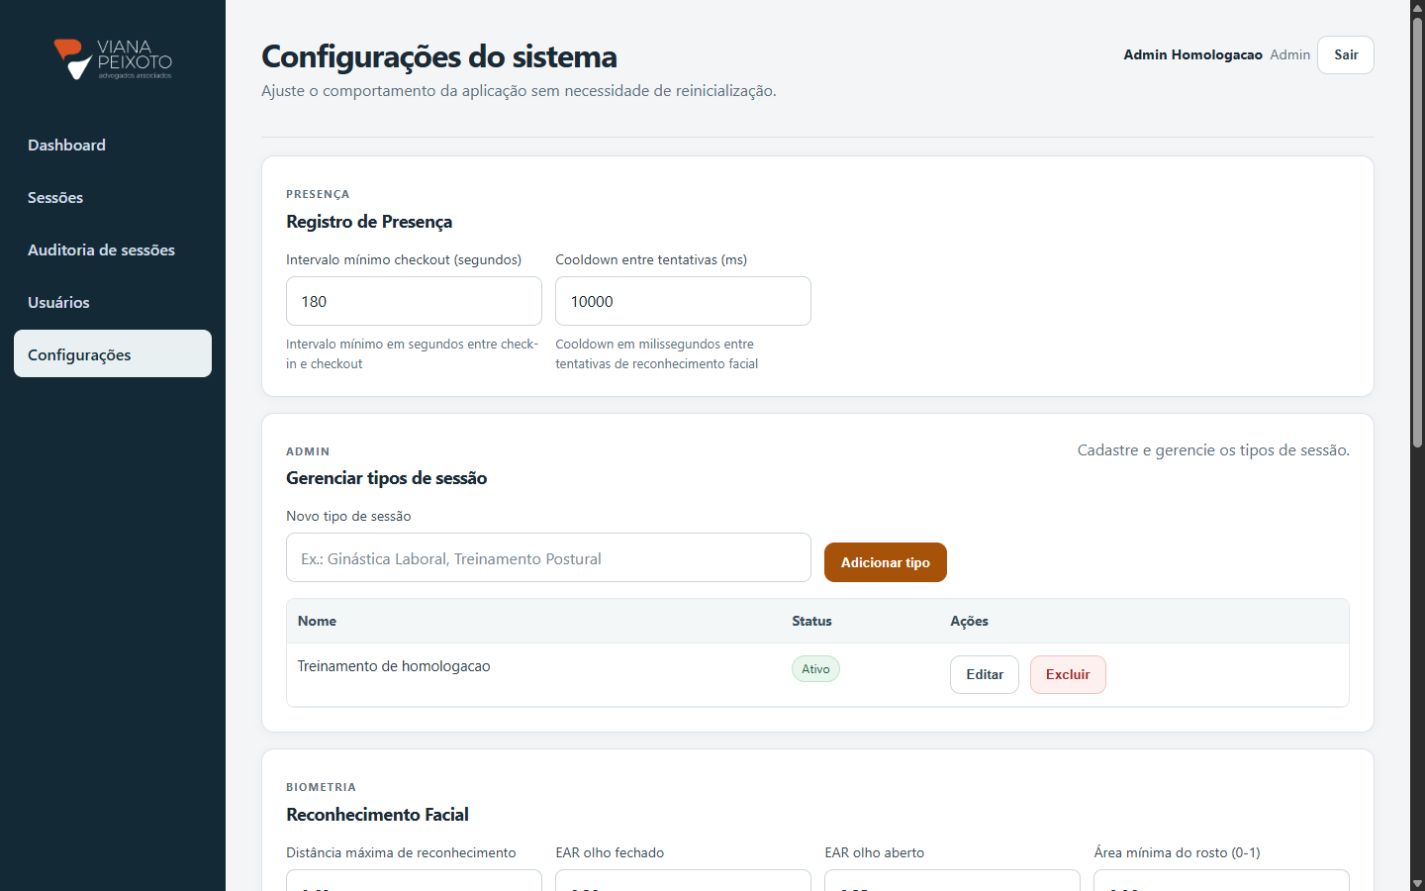 VIANA
PEIXOTO
advogados associados
Dashboard
Sessões
Auditoria de sessões
Usuários
Configurações
Configurações do sistema
Ajuste o comportamento da aplicação sem necessidade de reinicialização.
Admin Homologacao Admin Sair
PRESENÇA
Registro de Presença
Intervalo mínimo checkout (segundos) Cooldown entre tentativas (ms)
180 10000
Intervalo mínimo em segundos entre check- Cooldown em milissegundos entre
in e checkout tentativas de reconhecimento facial
ADMIN
Gerenciar tipos de sessão
Cadastre e gerencie os tipos de sessão.
Novo tipo de sessão
Ex.: Ginástica Laboral, Treinamento Postural Adicionar tipo
Nome Status Ações
Treinamento de homologacao Ativo Editar Excluir
BIOMETRIA
Reconhecimento Facial
Distância máxima de reconhecimento EAR olho fechado EAR olho aberto Área mínima do rosto (0-1)